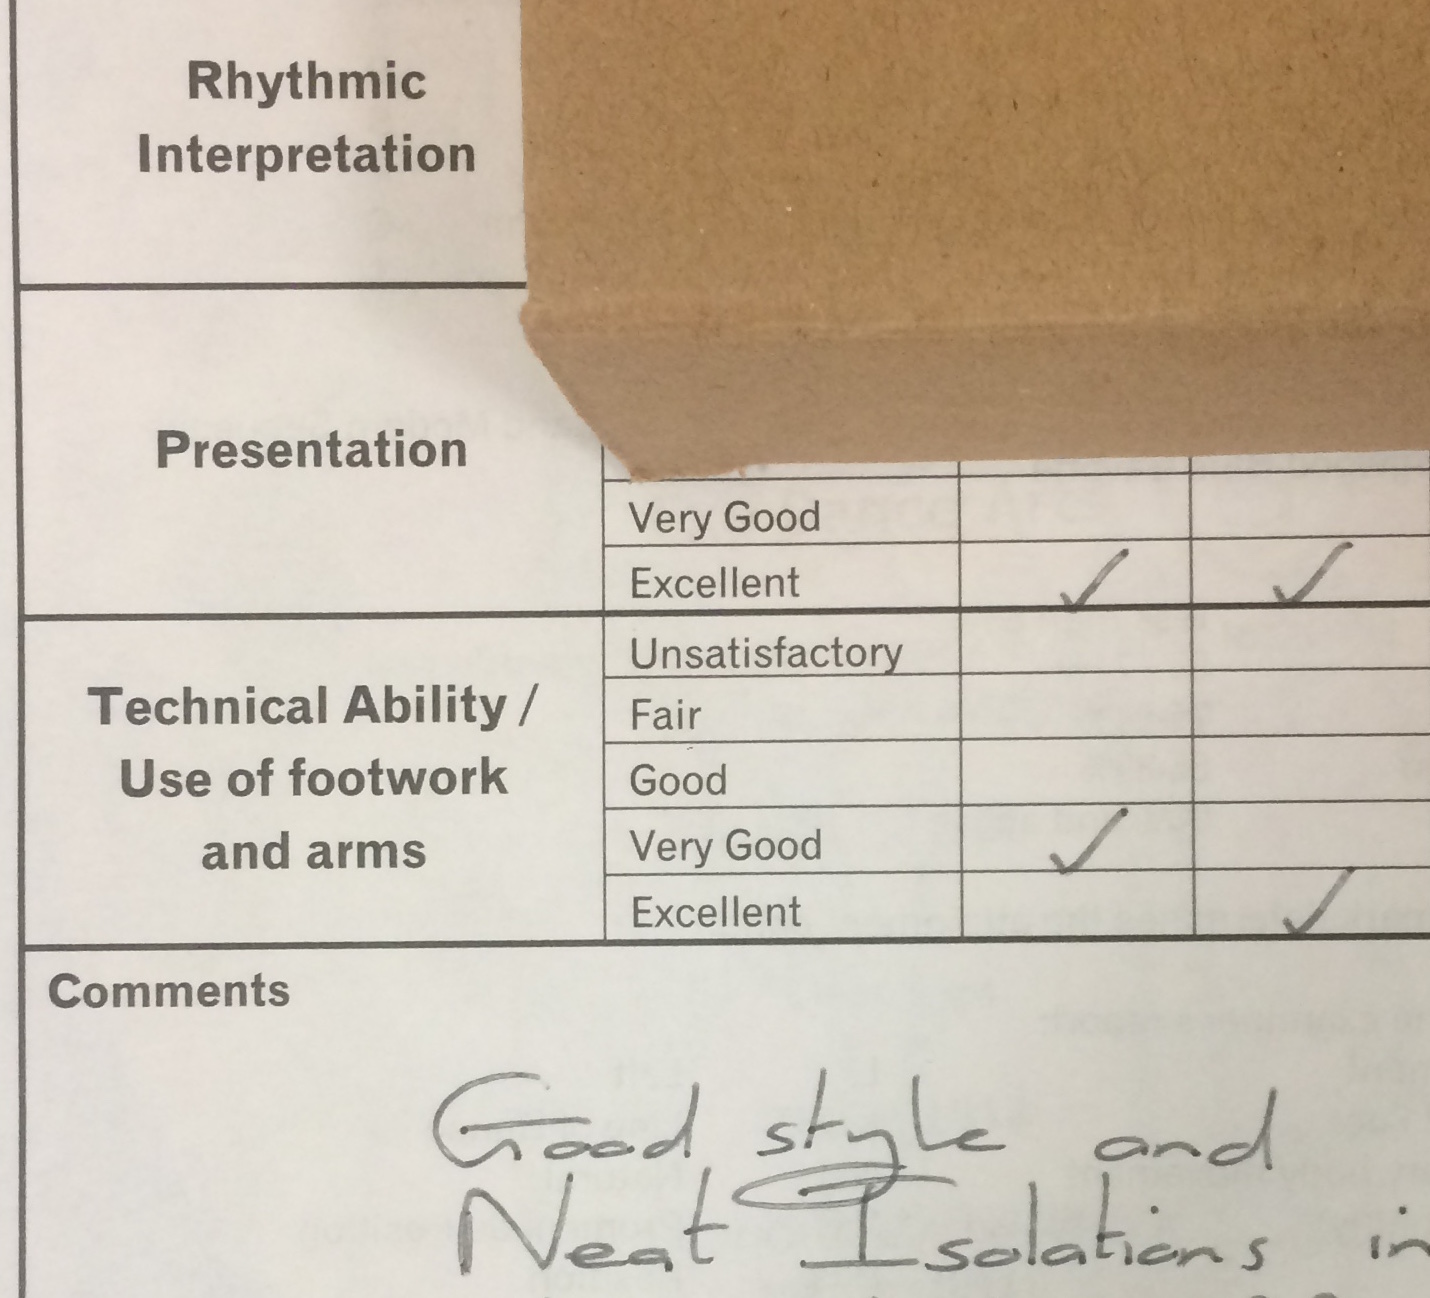 Rhythmic
Interpretation
Presentation
Very Good
Excellent ✓ ✓
Technical Ability /
Use of footwork
and arms
Unsatisfactory
Fair
Good
Very Good ✓
Excellent ✓
Comments
Good style and
Neat Isolations in